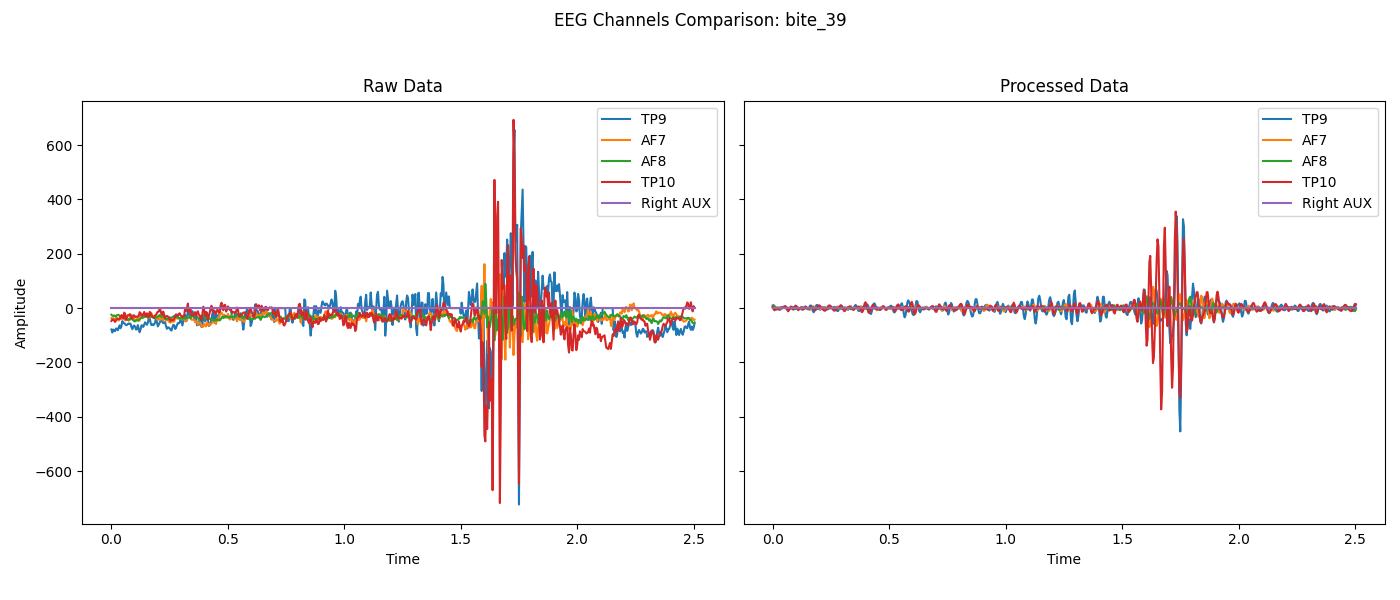 EEG Channels Comparison: bite_39
Raw Data
Processed Data
TP9
AF7
AF8
TP10
Right AUX
TP9
AF7
AF8
TP10
Right AUX
600
400
200
0
−200
−400
−600
Amplitude
0.0 0.5 1.0 1.5 2.0 2.5
0.0 0.5 1.0 1.5 2.0 2.5
Time
Time